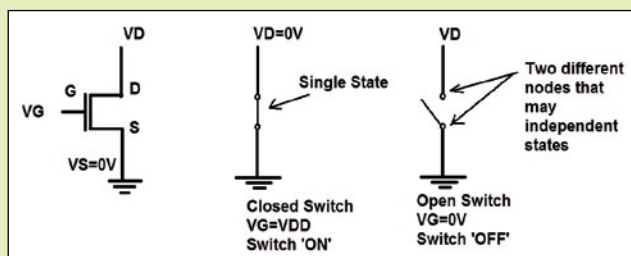 VD
G
D
VG
S
VS=0V
VD=0V
Single State
Closed Switch
VG=VDD
Switch 'ON'
VD
Two different
nodes that
may
independent
states
Open Switch
VG=0V
Switch 'OFF'